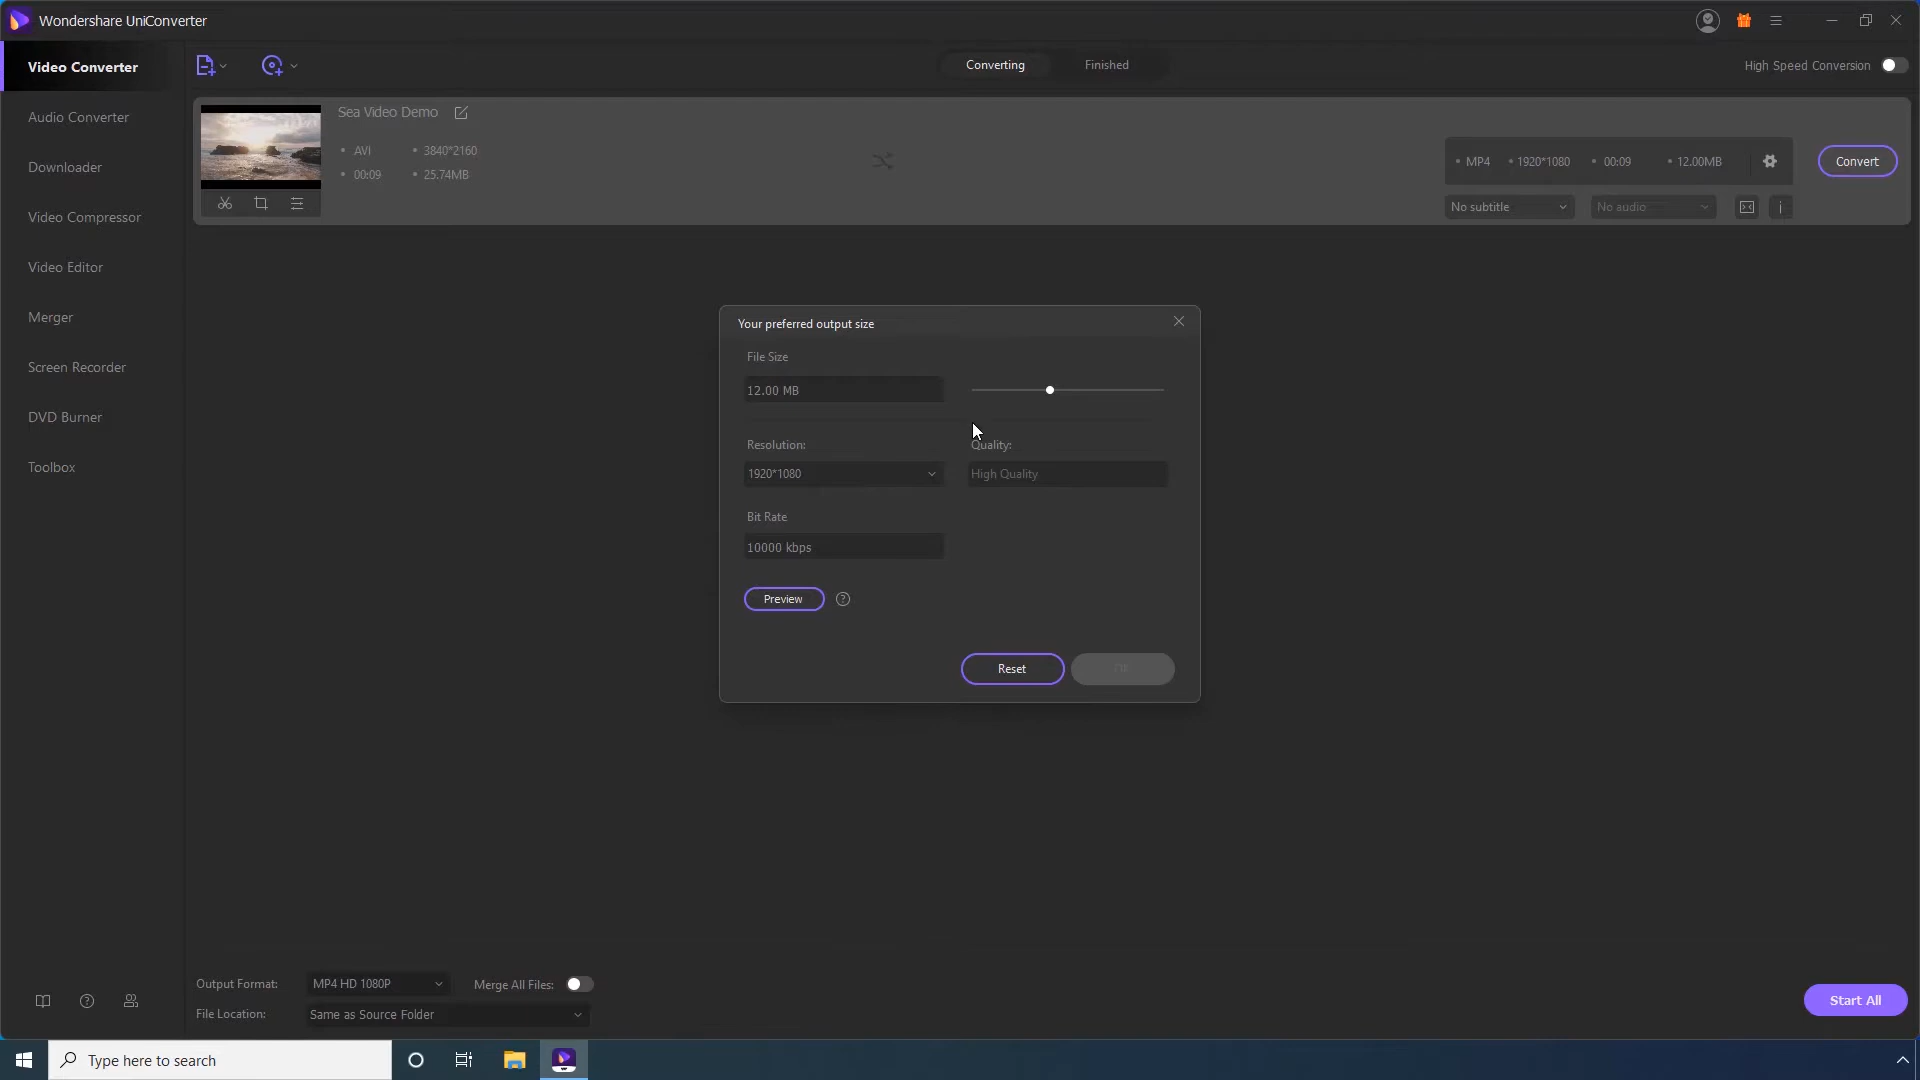 Wondershare UniConverter
Video Converter
Audio Converter
Downloader
Video Compressor
Video Editor
Merger
Screen Recorder
DVD Burner
Toolbox
Converting
Finished
High Speed Conversion
Sea Video Demo
• AVI • 3840*2160
• 00:09 • 25.74MB
• MP4 • 1920*1080 • 00:09 • 12.00MB
Convert
No subtitle
No audio
Your preferred output size
File Size
12.00 MB
Resolution: Quality:
1920*1080 High Quality
Bit Rate
10000 kbps
Preview
Reset
OK
Output Format: MP4 HD 1080P Merge All Files:
File Location: Same as Source Folder
Start All
Type here to search